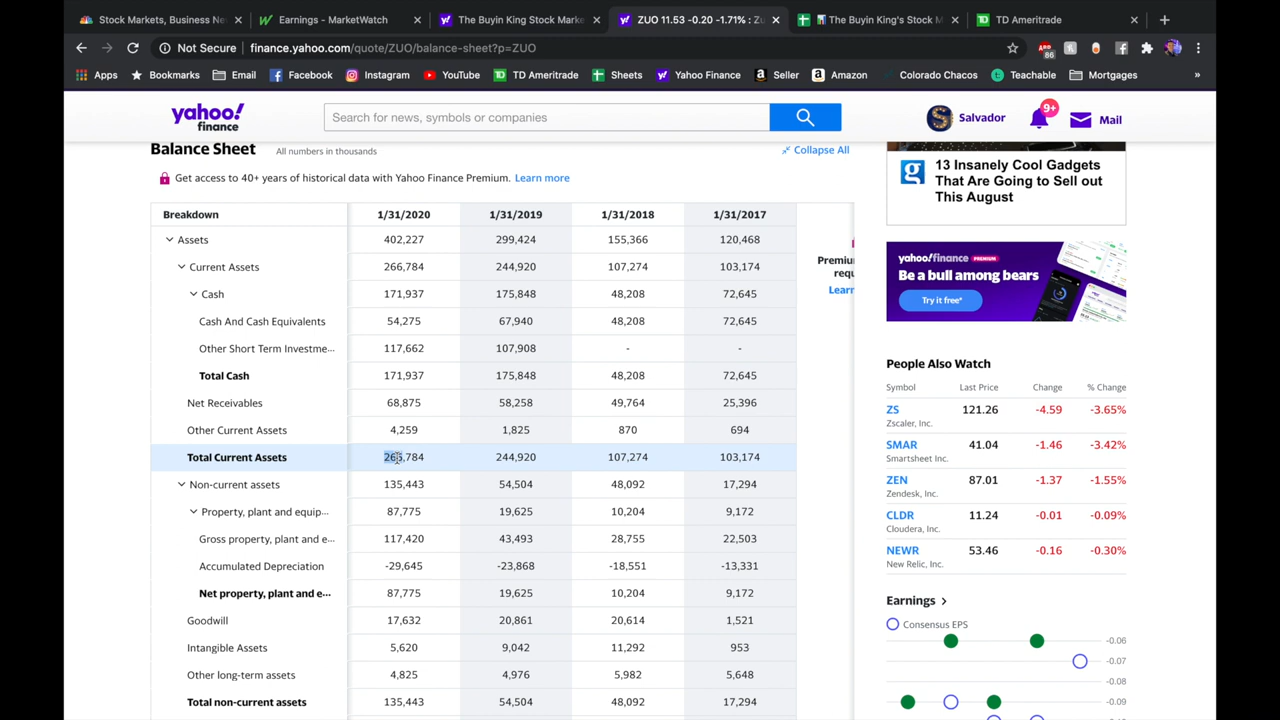 Stock Markets, Business Ne
Earnings - MarketWatch
The Buyin King Stock Market
ZUO 11.53 -0.20 -1.71% : Zu
The Buyin King's Stock M
TD Ameritrade
Not Secure
finance.yahoo.com/quote/ZUO/balance-sheet?p=ZUO
86
Apps
Bookmarks
Email
Facebook
Instagram
YouTube
TD Ameritrade
Sheets
Yahoo Finance
Seller
Amazon
Colorado Chacos
Teachable
Mortgages
»
yahoo!
finance
Search for news, symbols or companies
Salvador
9+
Mail
Balance Sheet
All numbers in thousands
Collapse All
Get access to 40+ years of historical data with Yahoo Finance Premium. Learn more
Breakdown 1/31/2020 1/31/2019 1/31/2018 1/31/2017
Assets 402,227 299,424 155,366 120,468
Current Assets 266,784 244,920 107,274 103,174
Cash 171,937 175,848 48,208 72,645
Cash And Cash Equivalents 54,275 67,940 48,208 72,645
Other Short Term Investme... 117,662 107,908 - -
Total Cash 171,937 175,848 48,208 72,645
Net Receivables 68,875 58,258 49,764 25,396
Other Current Assets 4,259 1,825 870 694
Total Current Assets 266,784 244,920 107,274 103,174
Non-current assets 135,443 54,504 48,092 17,294
Property, plant and equip... 87,775 19,625 10,204 9,172
Gross property, plant and e... 117,420 43,493 28,755 22,503
Accumulated Depreciation -29,645 -23,868 -18,551 -13,331
Net property, plant and e... 87,775 19,625 10,204 9,172
Goodwill 17,632 20,861 20,614 1,521
Intangible Assets 5,620 9,042 11,292 953
Other long-term assets 4,825 4,976 5,982 5,648
Total non-current assets 135,443 54,504 48,092 17,294
Premium
requ
Learn
13 Insanely Cool Gadgets
That Are Going to Sell out
This August
yahoo!finance PREMIUM
Be a bull among bears
Try it free*
People Also Watch
Symbol Last Price Change % Change
ZS 121.26 -4.59 -3.65%
Zscaler, Inc.
SMAR 41.04 -1.46 -3.42%
Smartsheet Inc.
ZEN 87.01 -1.37 -1.55%
Zendesk, Inc.
CLDR 11.24 -0.01 -0.09%
Cloudera, Inc.
NEWR 53.46 -0.16 -0.30%
New Relic, Inc.
Earnings
Consensus EPS
-0.06
-0.07
-0.08
-0.09